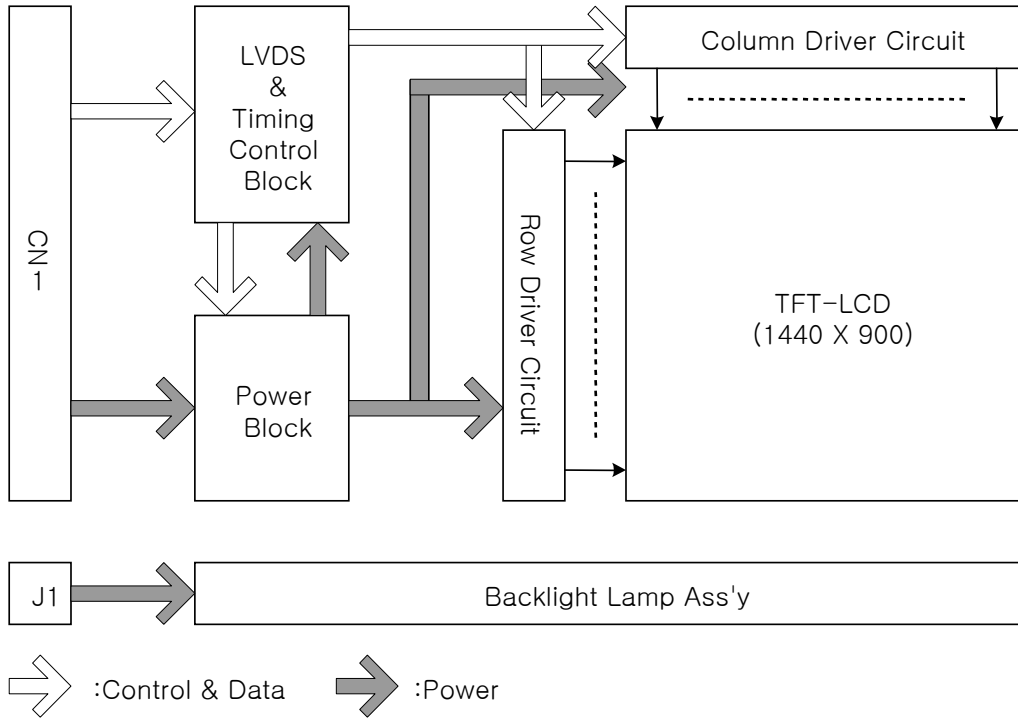 CN-1
LVDS
&
Timing
Control
Block
Column Driver Circuit
Row Driver Circuit
TFT-LCD
(1440 X 900)
Power
Block
J1
Backlight Lamp Ass'y
:Control & Data
:Power